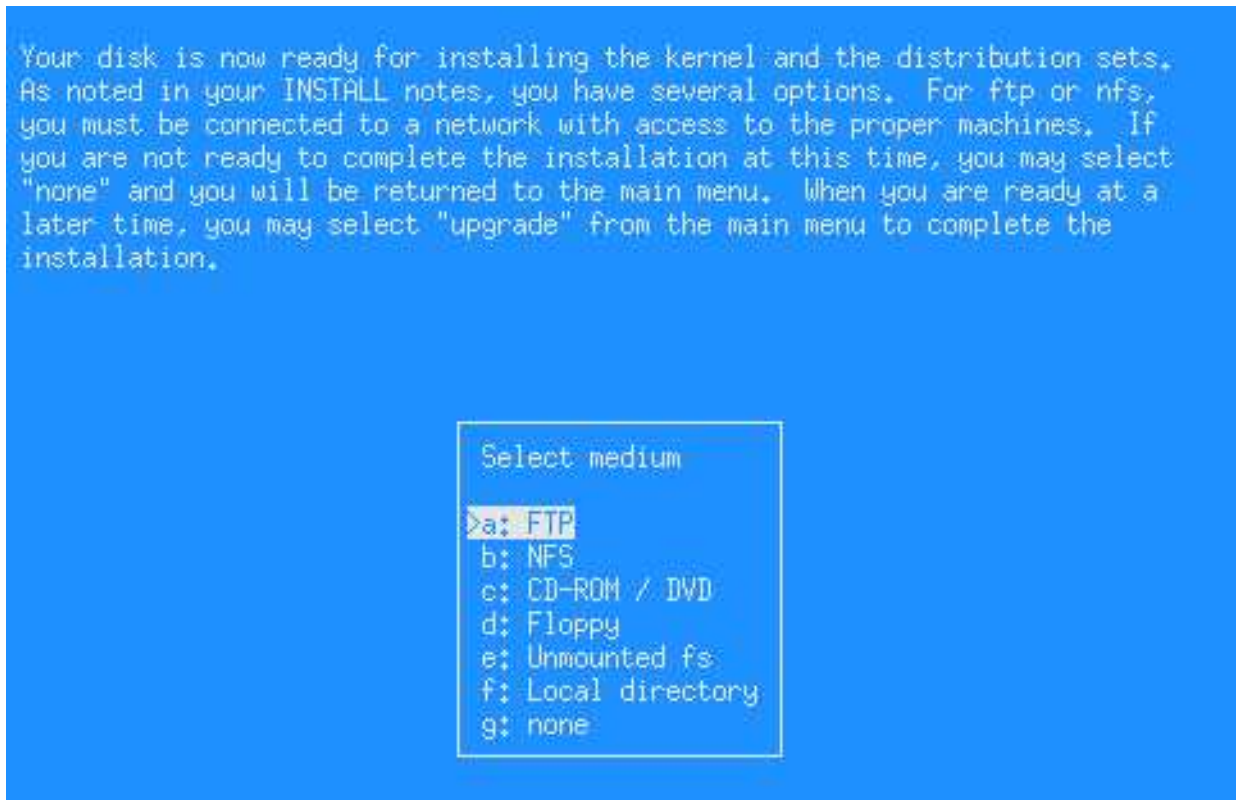 Your disk is now ready for installing the kernel and the distribution sets.
As noted in your INSTALL notes, you have several options.  For ftp or nfs,
you must be connected to a network with access to the proper machines.  If
you are not ready to complete the installation at this time, you may select
"none" and you will be returned to the main menu.  When you are ready at a
later time, you may select "upgrade" from the main menu to complete the
installation.
Select medium
>a: FTP
b: NFS
c: CD-ROM / DVD
d: Floppy
e: Unmounted fs
f: Local directory
g: none